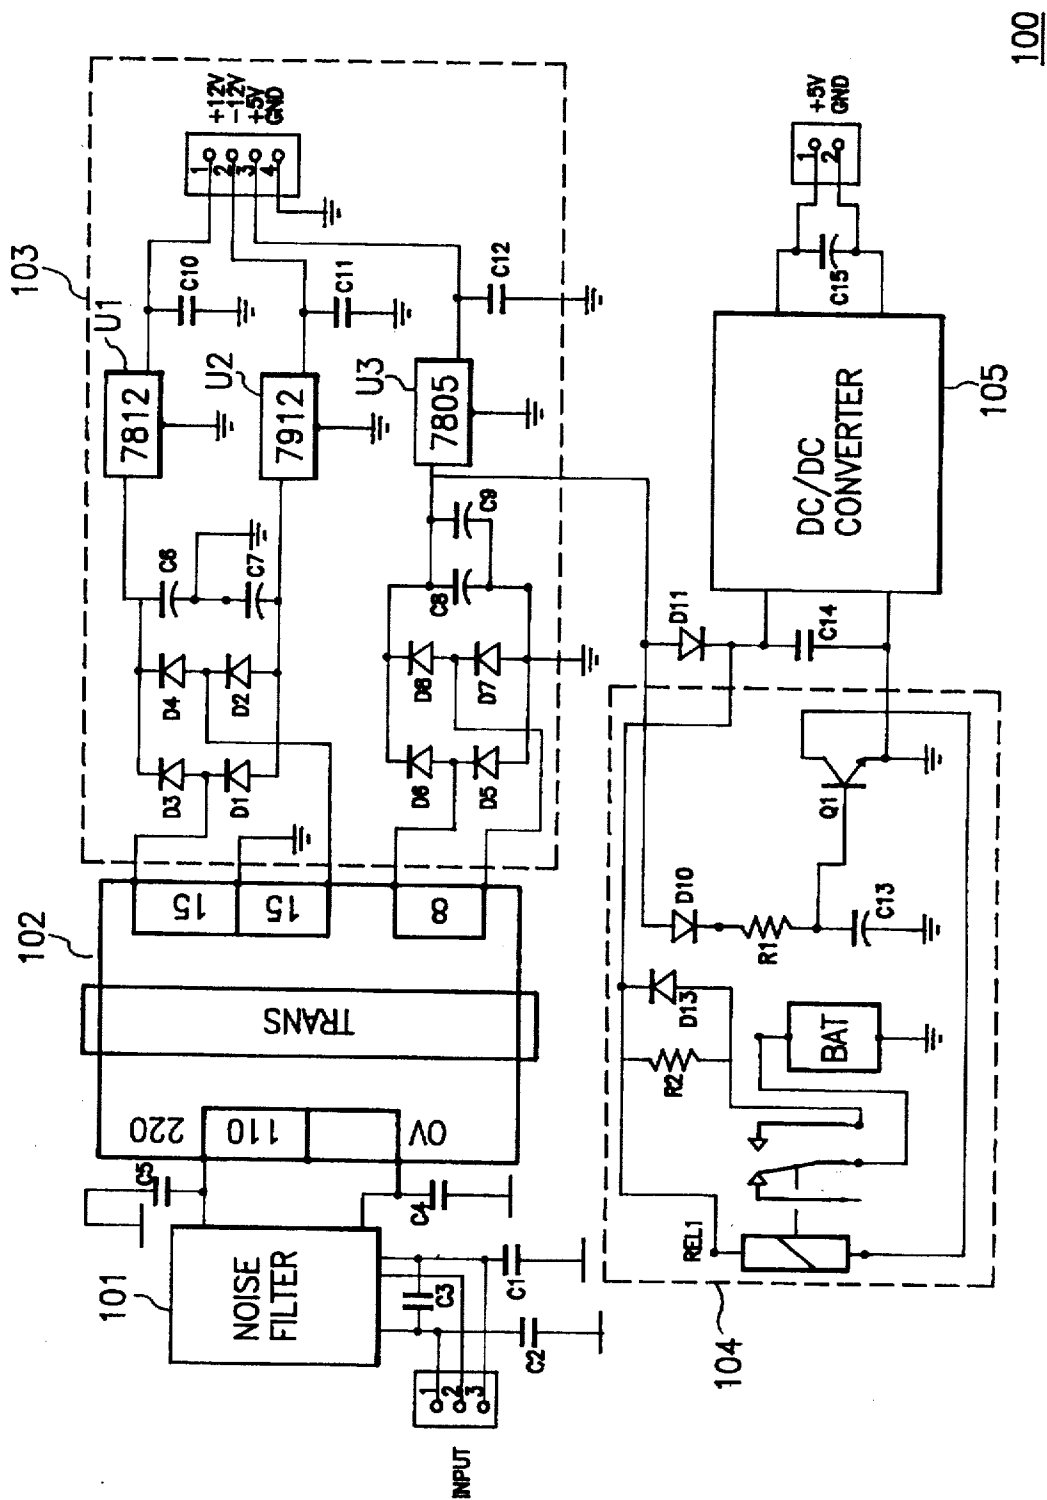 100
103
U1
7812
U2
7912
U3
7805
C10
C11
C12
+12V
-12V
+5V
GND
1
2
3
4
C6
C7
C8
C9
D4
D2
D3
D1
D8
D7
D6
D5
102
15
15
8
TRANS
220
110
0V
C5
C4
101
NOISE
FILTER
C3
C1
C2
1
2
3
INPUT
104
REL1
R2
D13
BAT
D10
R1
C13
Q1
D11
C14
DC/DC
CONVERTER
105
C15
1
2
+5V
GND